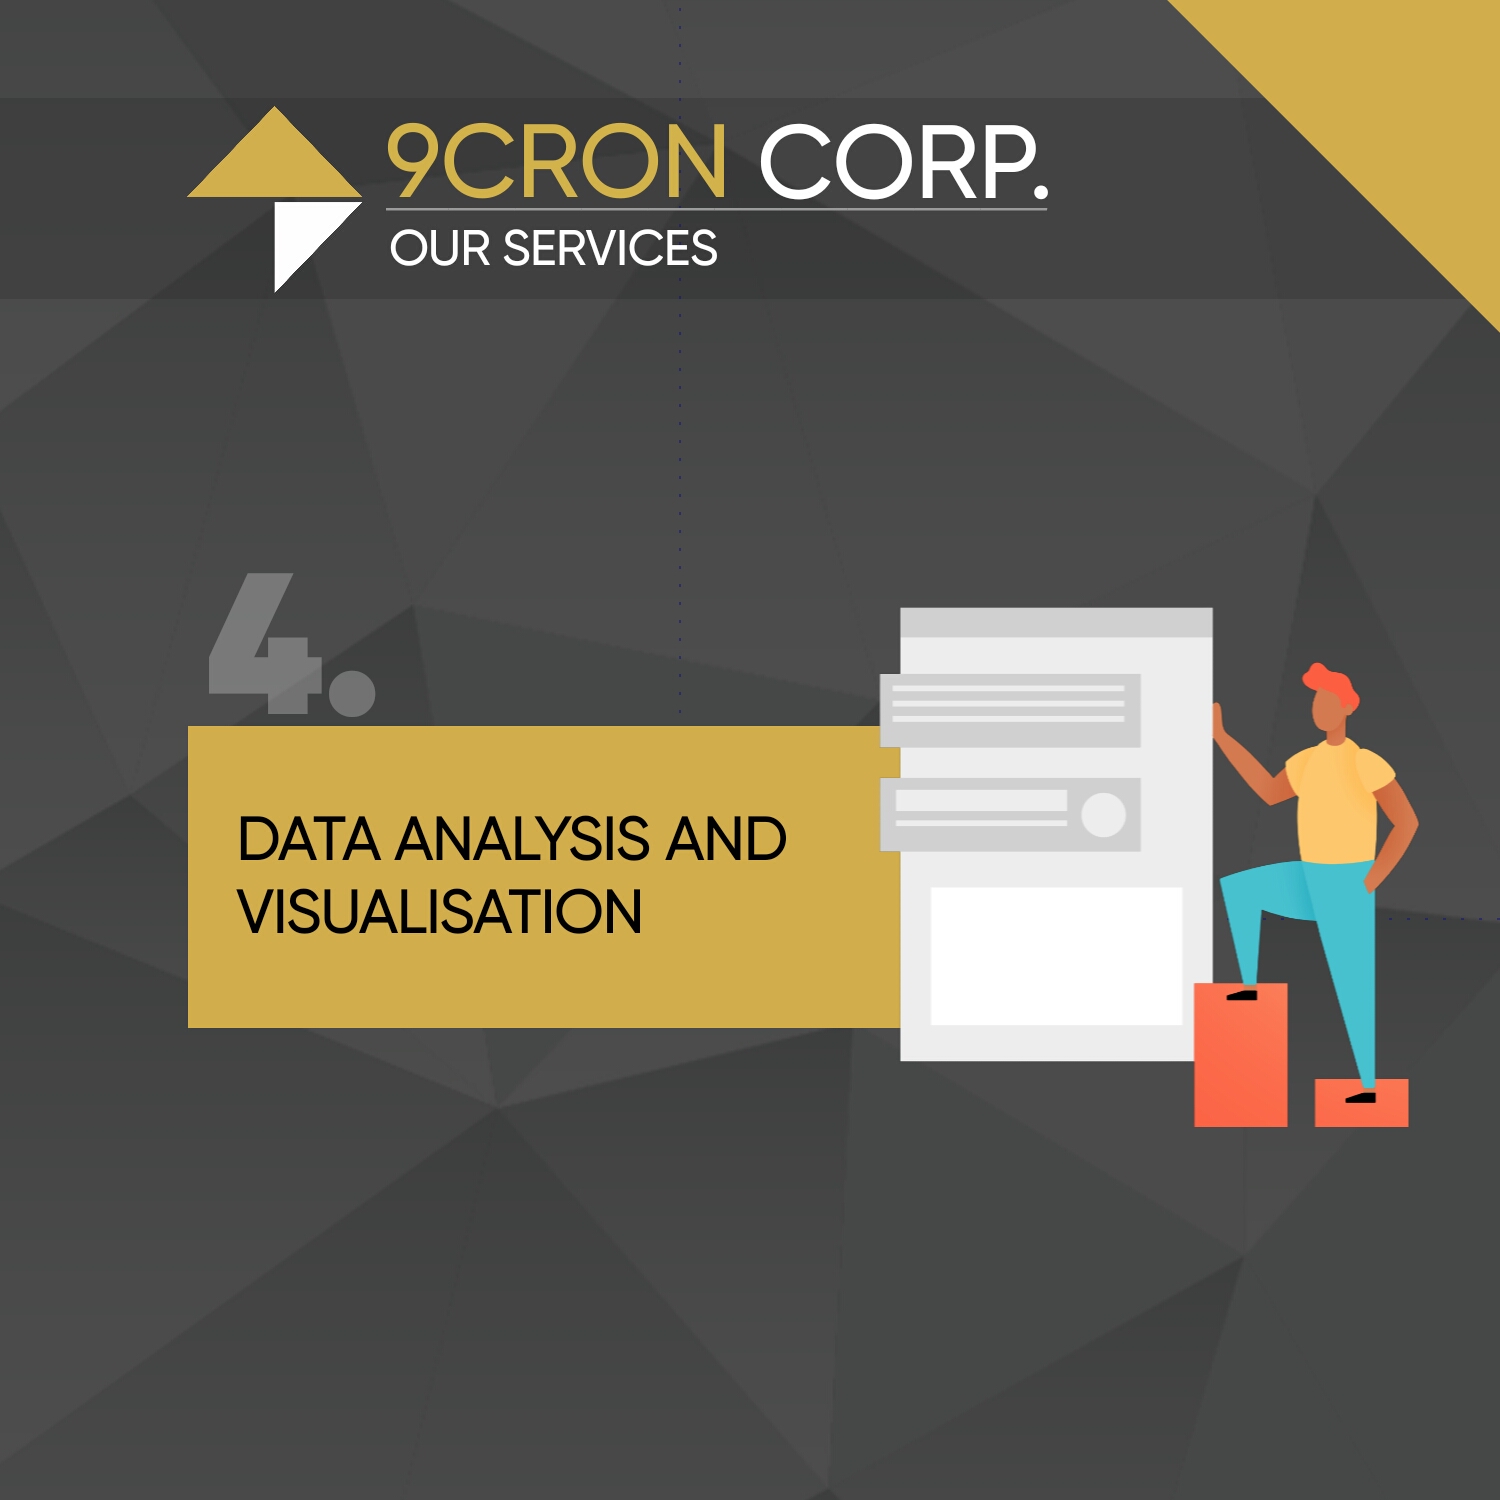 9CRON CORP.
OUR SERVICES
4.
DATA ANALYSIS AND
VISUALISATION